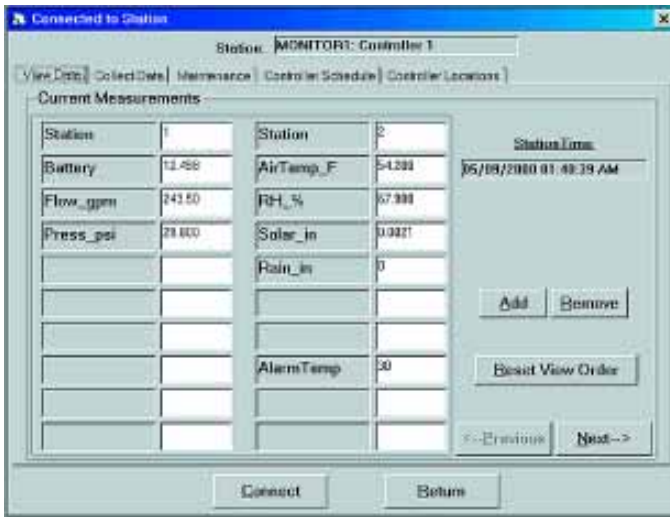 Connected to Station
Station: MONITOR1: Controller 1
View Data Collect Data Maintenance Controller Schedule Controller Locations
Current Measurements
Station 1 Station 2
Station Time:
Battery 12.498 AirTemp_F 54.200 05/09/2000 01:40:39 AM
Flow_gpm 243.50 RH_% 67.900
Press_psi 29.800 Solar_in 0.0021
Rain_in 0
Add Remove
AlarmTemp 30 Reset View Order
<--Previous Next-->
Connect Return